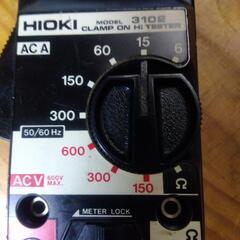 HIOKI MODEL 3102
CLAMP ON HiTESTER
AC A
60 15 6
150
300
50/60 Hz
600
300
150
Ω
AC V 600V MAX.
Ω
METER LOCK